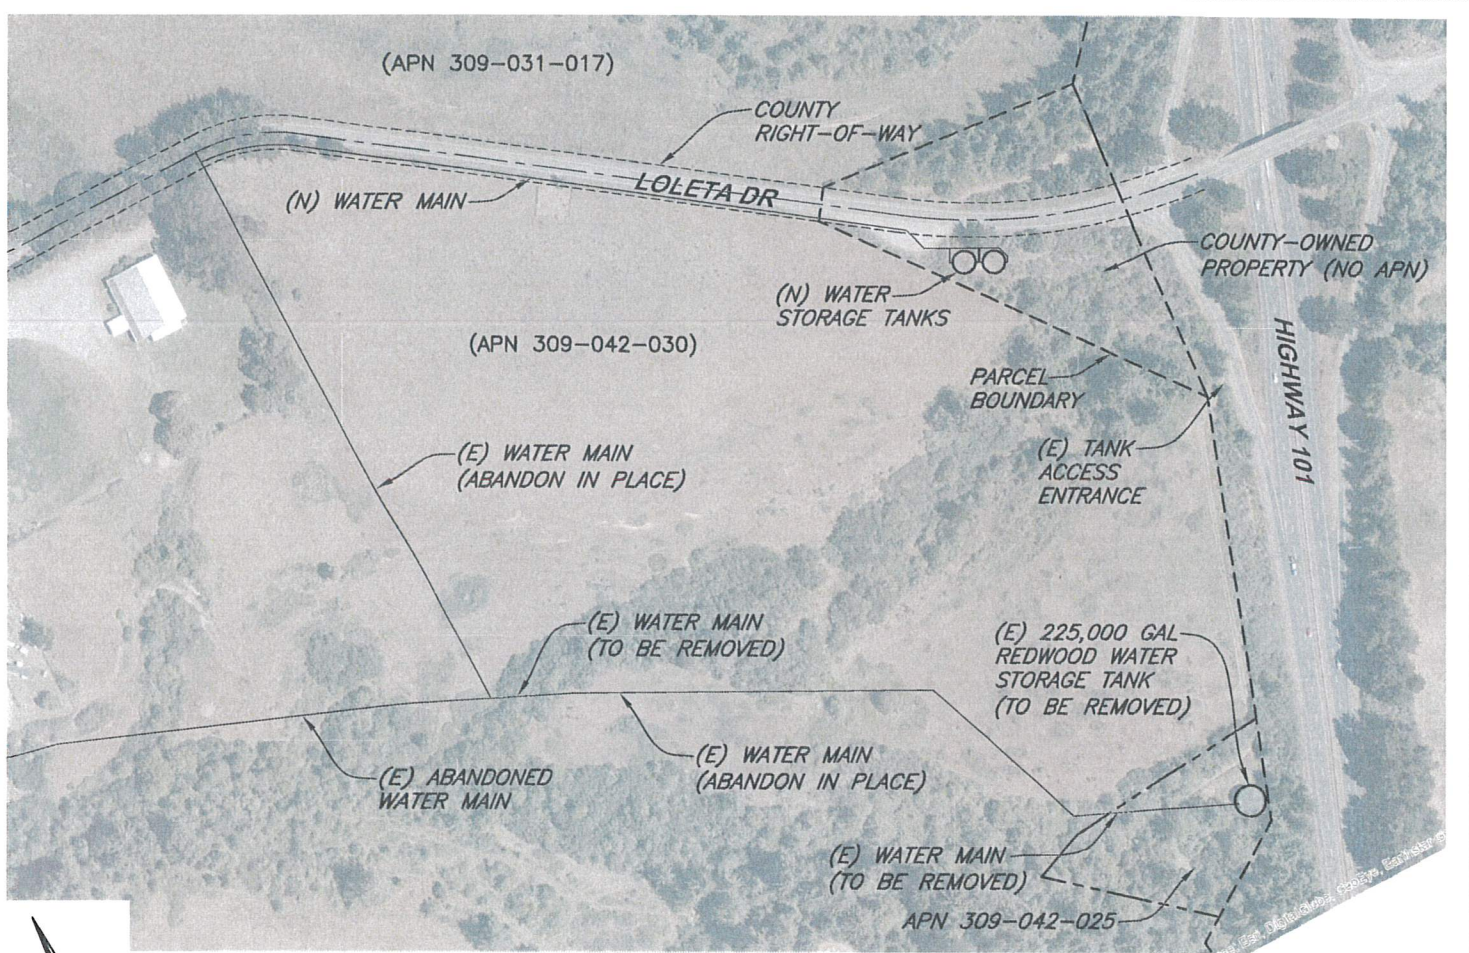 (APN 309-031-017)
COUNTY
RIGHT-OF-WAY
LOLETA DR
(N) WATER MAIN
COUNTY-OWNED
PROPERTY (NO APN)
(N) WATER
STORAGE TANKS
(APN 309-042-030)
HIGHWAY 101
PARCEL
BOUNDARY
(E) TANK
ACCESS
ENTRANCE
(E) WATER MAIN
(ABANDON IN PLACE)
(E) WATER MAIN
(TO BE REMOVED)
(E) 225,000 GAL
REDWOOD WATER
STORAGE TANK
(TO BE REMOVED)
(E) WATER MAIN
(ABANDON IN PLACE)
(E) ABANDONED
WATER MAIN
(E) WATER MAIN
(TO BE REMOVED)
APN 309-042-025